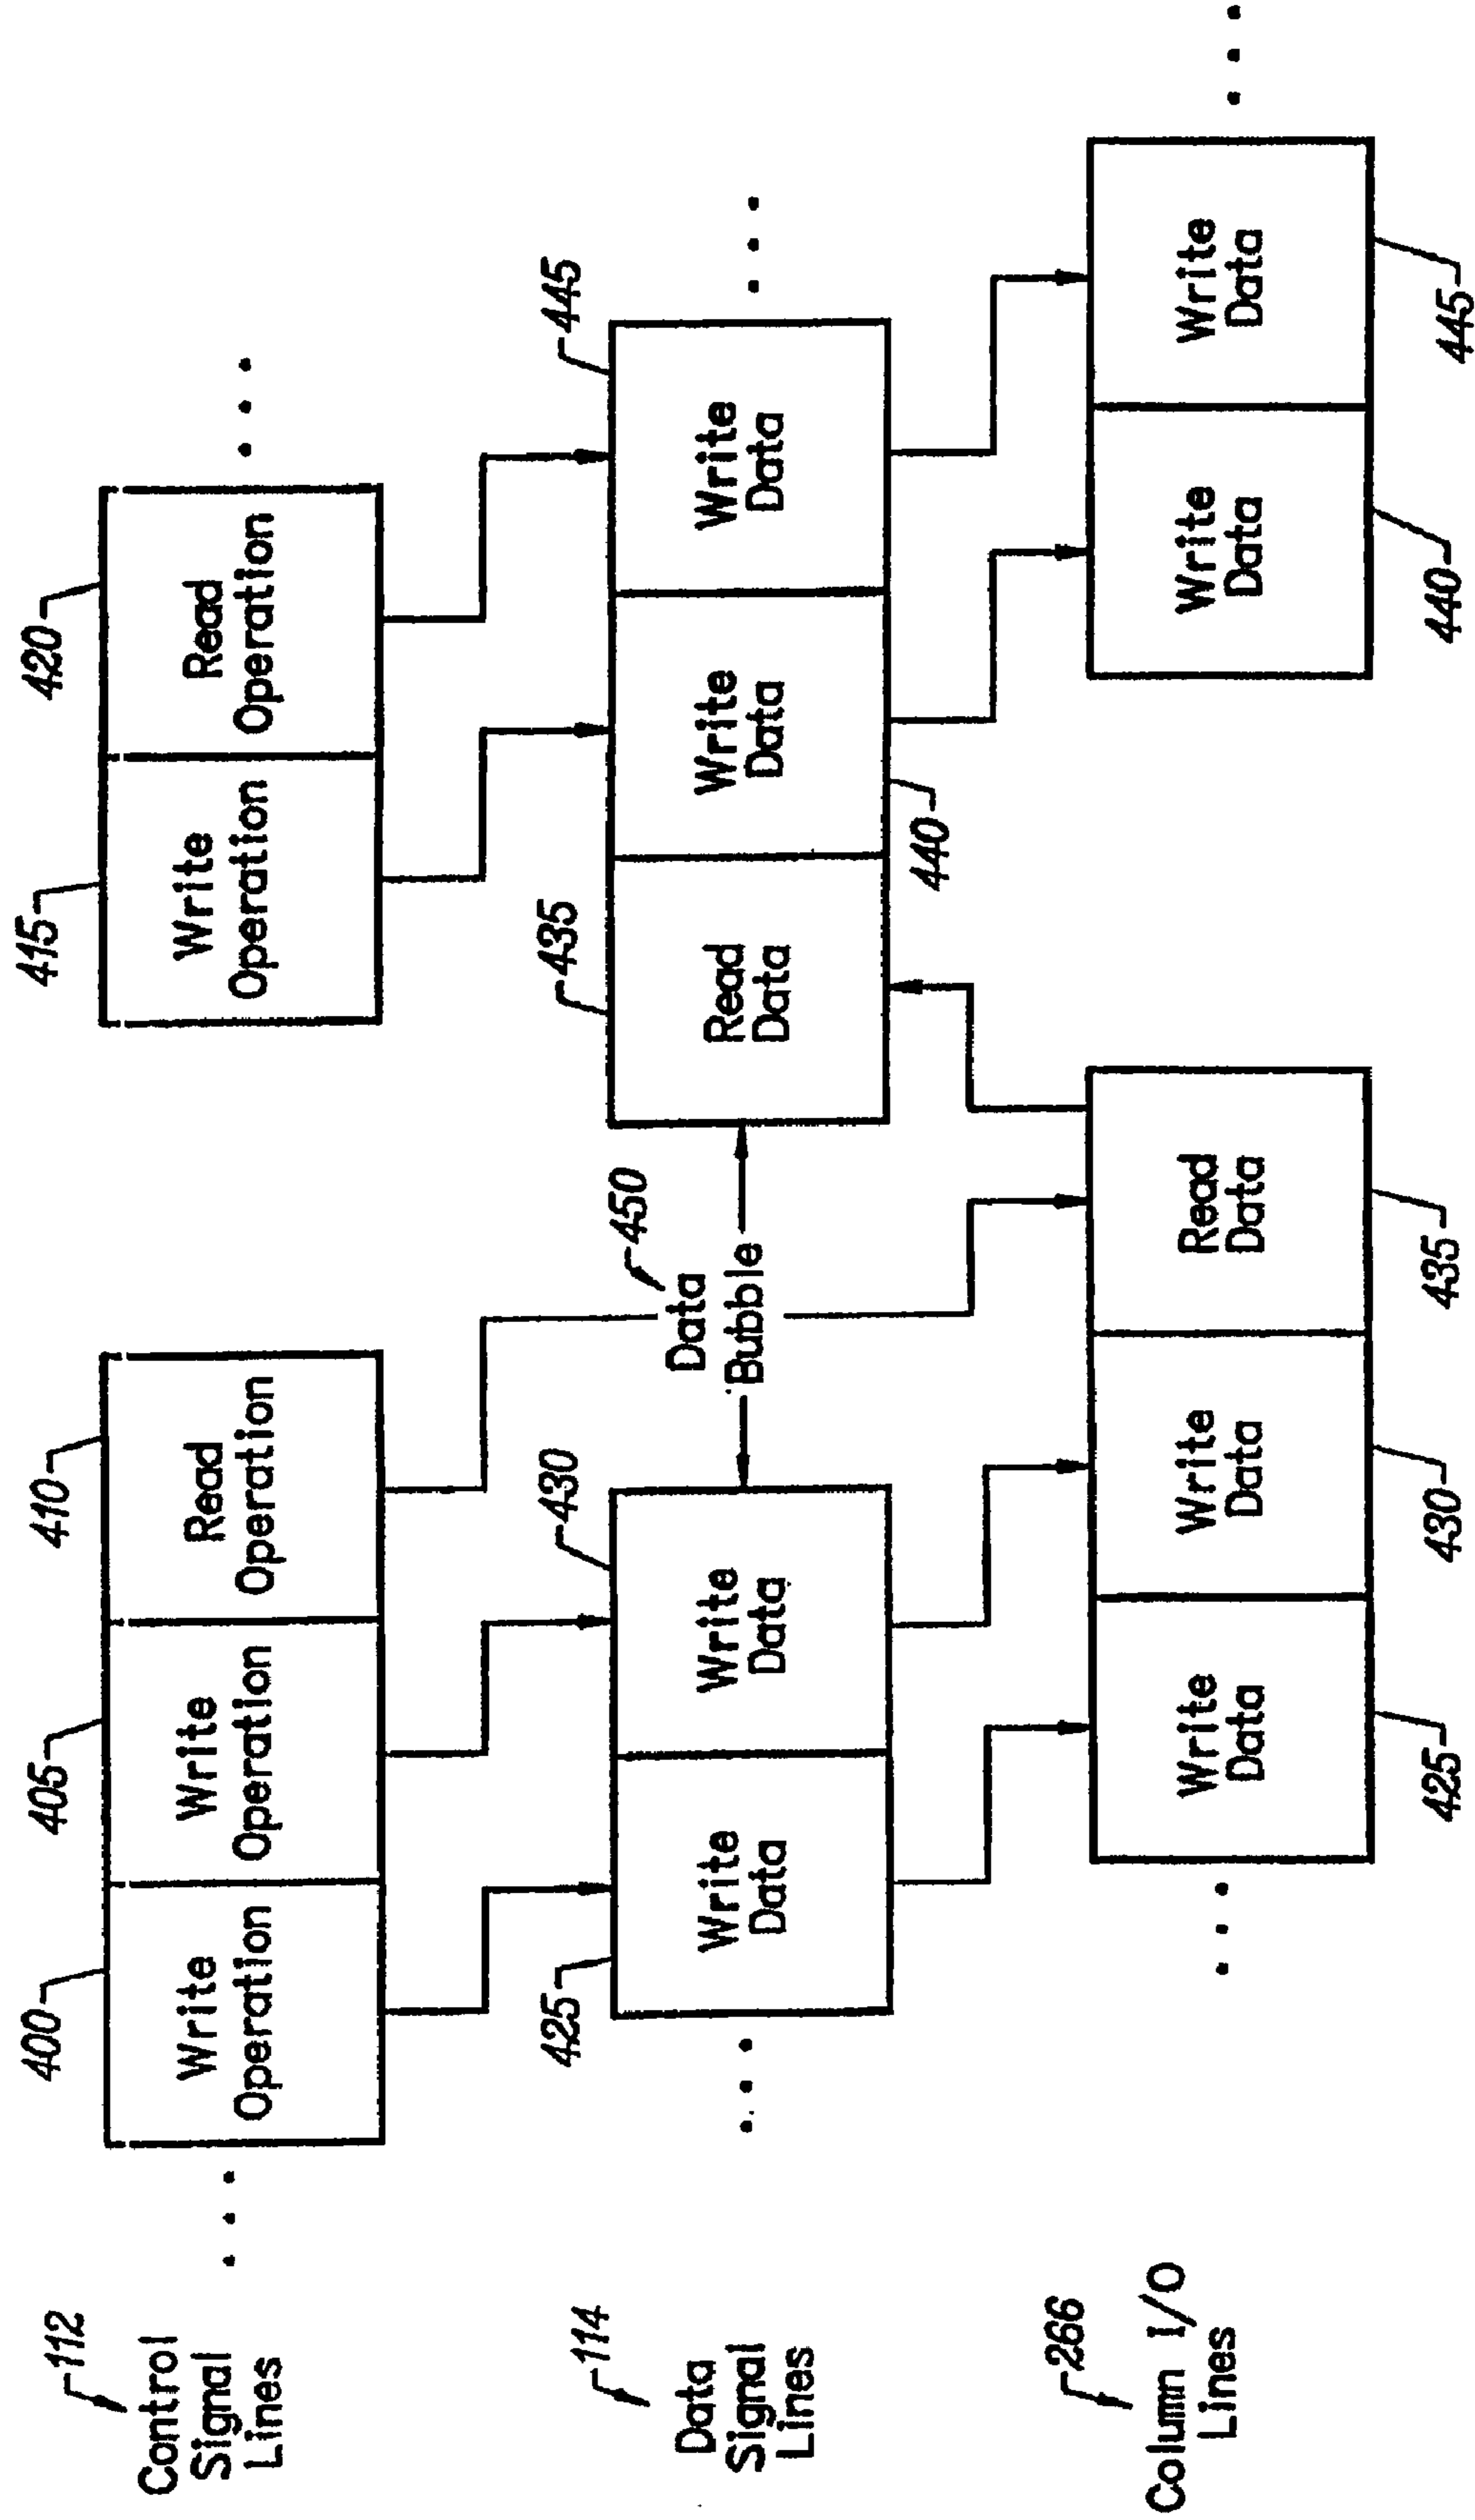 112
Control
Signal
Lines
400
Write
Operation
405
Write
Operation
410
Read
Operation
415
Write
Operation
420
Read
Operation
114
Data
Signal
Lines
425
Write
Data
430
Write
Data
450
Data
Bubble
435
Read
Data
440
Write
Data
445
Write
Data
266
Column I/O
Lines
Write
Data
425
Write
Data
430
Read
Data
435
Write
Data
440
Write
Data
445